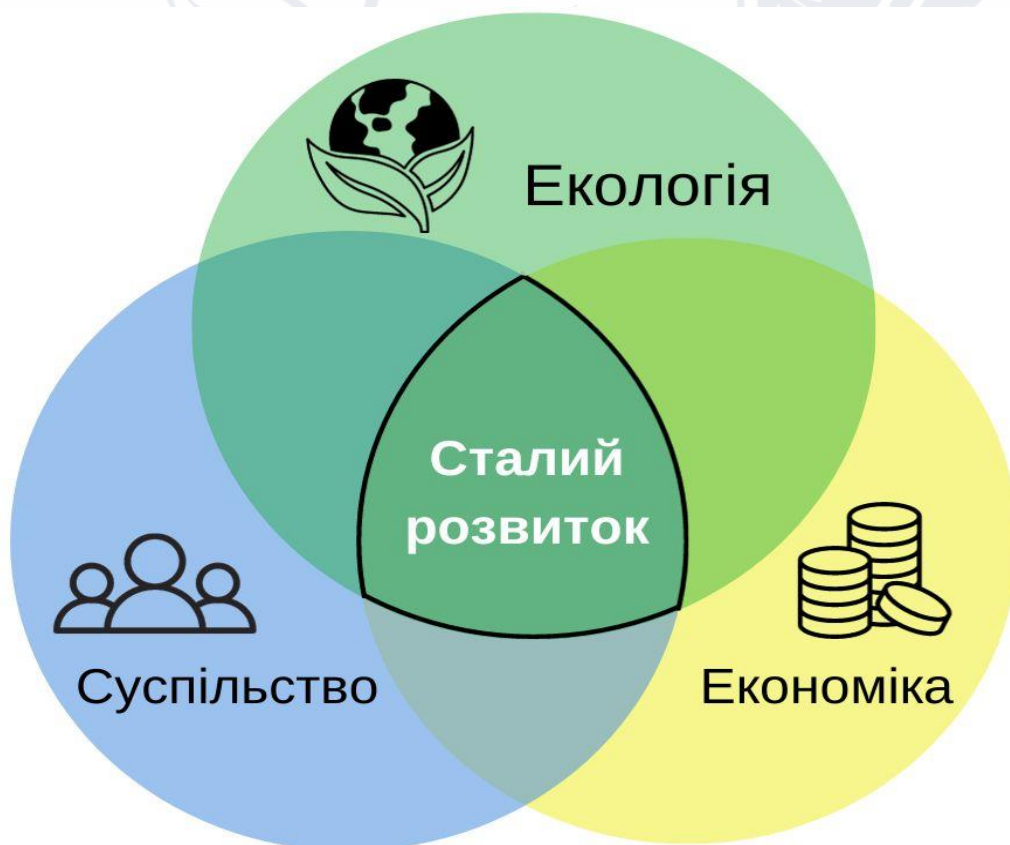 Екологія
Сталий
розвиток
Суспільство
Економіка